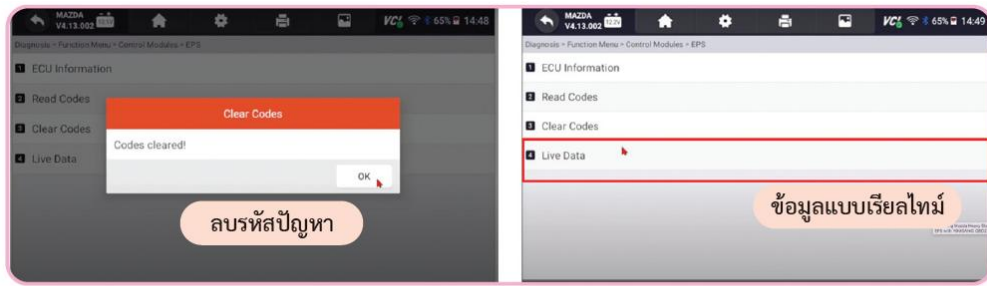 MAZDA
V4.13.002
VCI 65% 14:48
Diagnosis > Function Menu > Control Modules > EPS
1 ECU Information
2 Read Codes
3 Clear Codes
4 Live Data
Clear Codes
Codes cleared!
OK
ลบรหัสปัญหา
MAZDA
V4.13.002 12.2V
VCI 65% 14:49
Diagnosis > Function Menu > Control Modules > EPS
1 ECU Information
2 Read Codes
3 Clear Codes
4 Live Data
ข้อมูลแบบเรียลไทม์